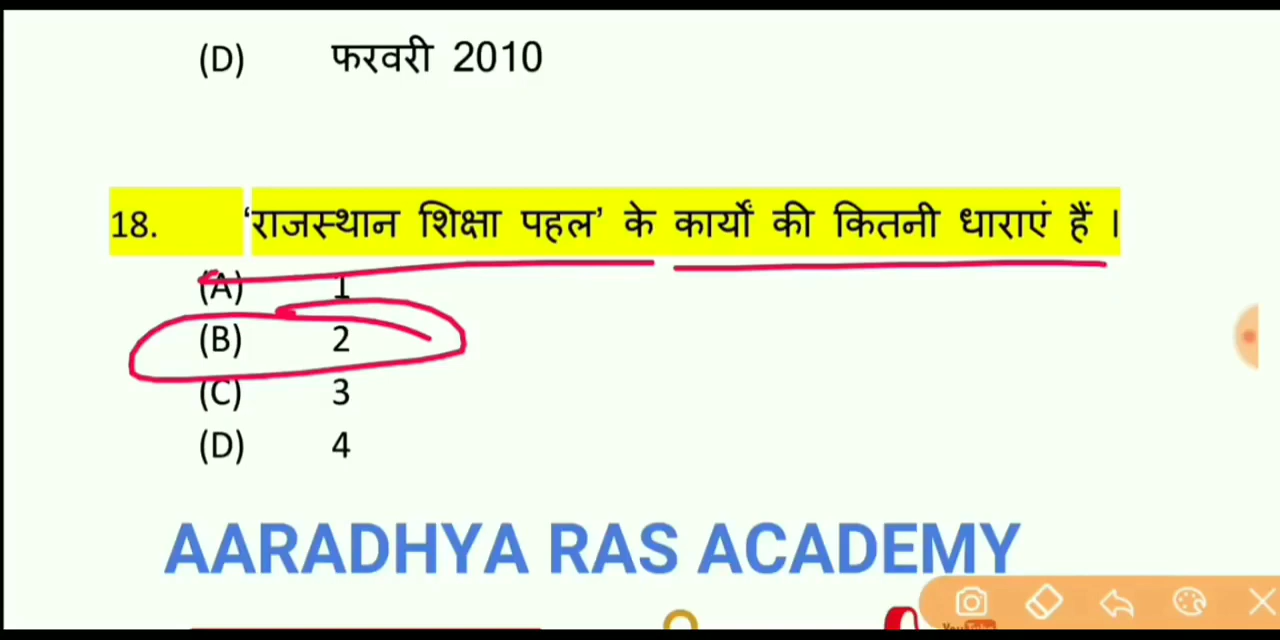 (D) फरवरी 2010
18. ‘राजस्थान शिक्षा पहल’ के कार्यों की कितनी धाराएं हैं ।
(A) 1
(B) 2
(C) 3
(D) 4
AARADHYA RAS ACADEMY